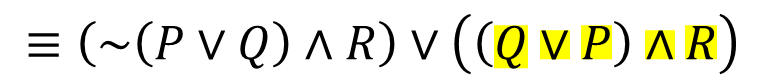 ≡ (~(P ∨ Q) ∧ R) ∨ ((Q ∨ P) ∧ R)